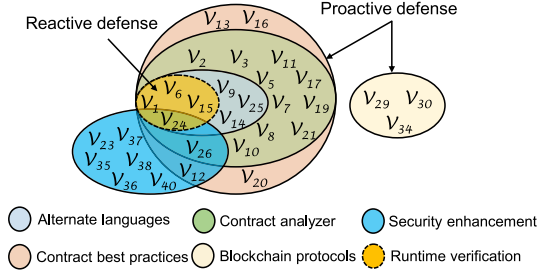 Reactive defense
Proactive defense
𝒱13 𝒱16
𝒱2 𝒱3 𝒱11
𝒱6 𝒱9 𝒱5 𝒱17
𝒱1 𝒱15 𝒱25 𝒱7 𝒱19
𝒱24 𝒱14 𝒱8 𝒱21
𝒱29 𝒱30
𝒱34
𝒱23 𝒱37 𝒱26 𝒱10
𝒱35 𝒱38 𝒱12
𝒱36 𝒱40 𝒱20
Alternate languages
Contract analyzer
Security enhancement
Contract best practices
Blockchain protocols
Runtime verification